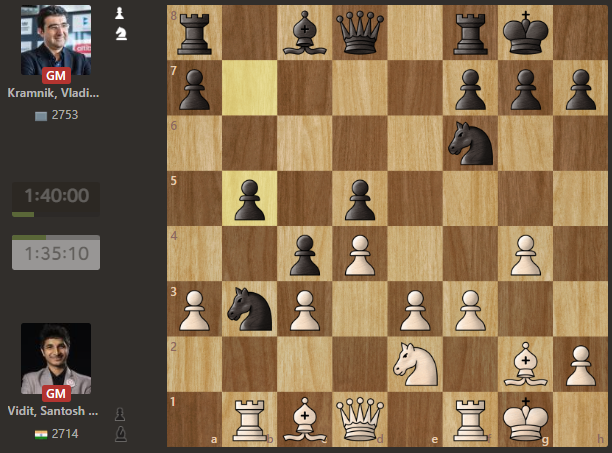 GM
Kramnik, Vladi...
2753
1:40:00
1:35:10
GM
Vidit, Santosh ...
2714
8
7
6
5
4
3
2
1
a b c d e f g h